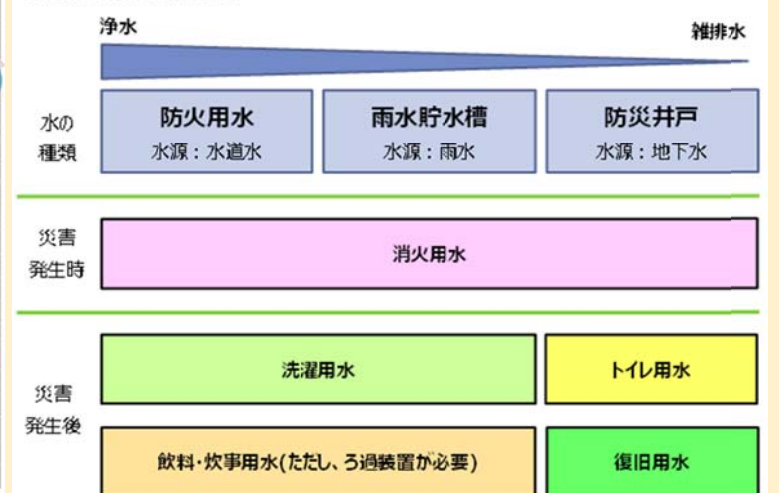 浄水
雑排水
水の
種類
防火用水
水源：水道水
雨水貯水槽
水源：雨水
防災井戸
水源：地下水
災害
発生時
消火用水
災害
発生後
洗濯用水
トイレ用水
飲料・炊事用水(ただし、ろ過装置が必要)
復旧用水